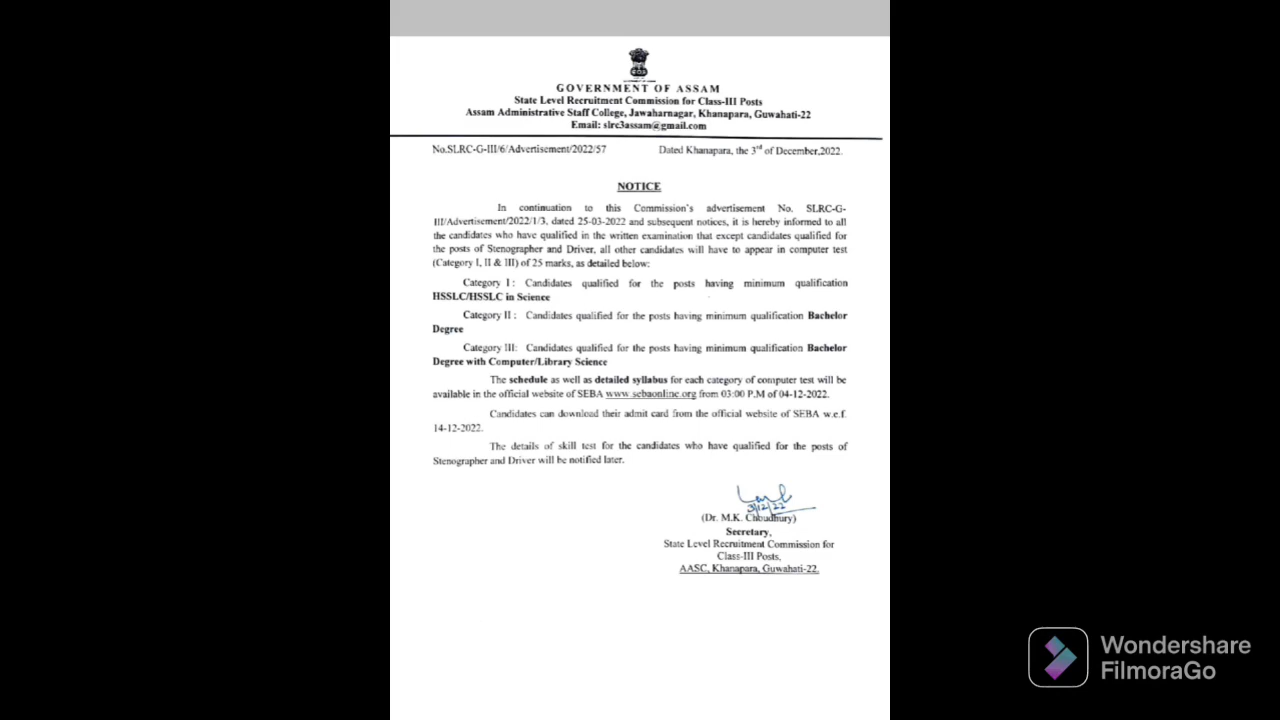 GOVERNMENT OF ASSAM
State Level Recruitment Commission for Class-III Posts
Assam Administrative Staff College, Jawaharnagar, Khanapara, Guwahati-22
Email: slrc3assam@gmail.com
No.SLRC-G-III/6/Advertisement/2022/57 Dated Khanapara, the 3rd of December,2022.
NOTICE
In continuation to this Commission's advertisement No. SLRC-G-
III/Advertisement/2022/1/3, dated 25-03-2022 and subsequent notices, it is hereby informed to all
the candidates who have qualified in the written examination that except candidates qualified for
the posts of Stenographer and Driver, all other candidates will have to appear in computer test
(Category I, II & III) of 25 marks, as detailed below:
Category I : Candidates qualified for the posts having minimum qualification
HSSLC/HSSLC in Science
Category II : Candidates qualified for the posts having minimum qualification Bachelor
Degree
Category III: Candidates qualified for the posts having minimum qualification Bachelor
Degree with Computer/Library Science
The schedule as well as detailed syllabus for each category of computer test will be
available in the official website of SEBA www.sebaonline.org from 03:00 P.M of 04-12-2022.
Candidates can download their admit card from the official website of SEBA w.e.f.
14-12-2022.
The details of skill test for the candidates who have qualified for the posts of
Stenographer and Driver will be notified later.
3/12/22
(Dr. M.K. Choudhury)
Secretary,
State Level Recruitment Commission for
Class-III Posts,
AASC, Khanapara, Guwahati-22.
Wondershare
FilmoraGo